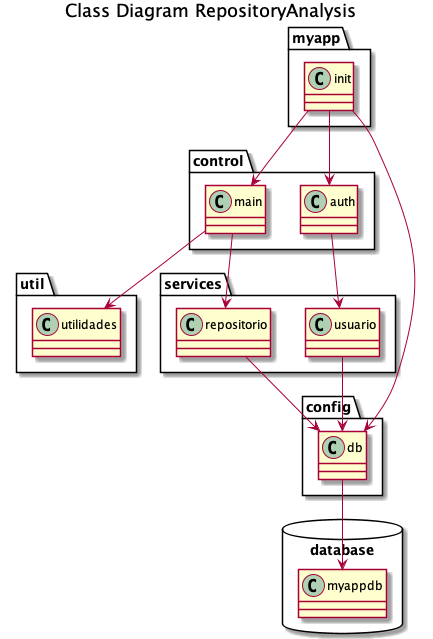 Class Diagram RepositoryAnalysis
myapp
C init
control
C main
C auth
util
C utilidades
services
C repositorio
C usuario
config
C db
database
C myappdb